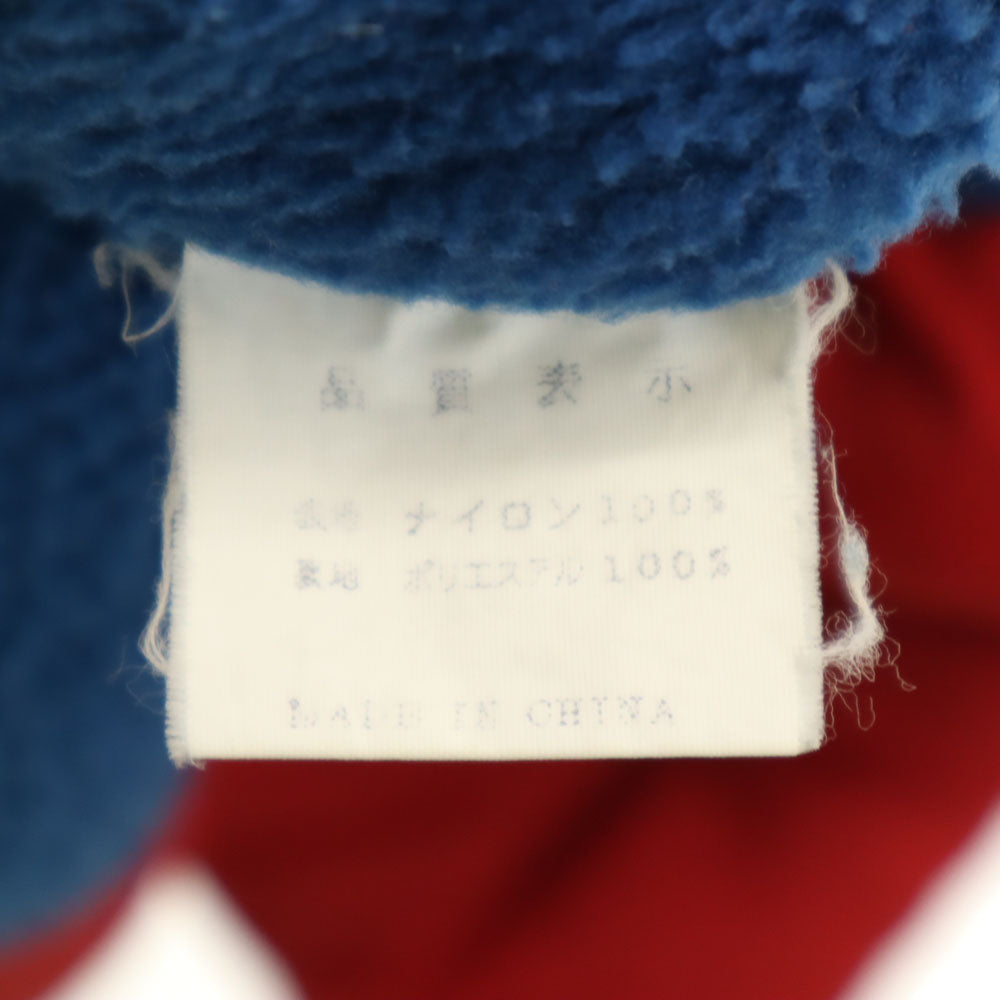 品質表示
表地 ナイロン100%
裏地 ポリエステル100%
MADE IN CHINA